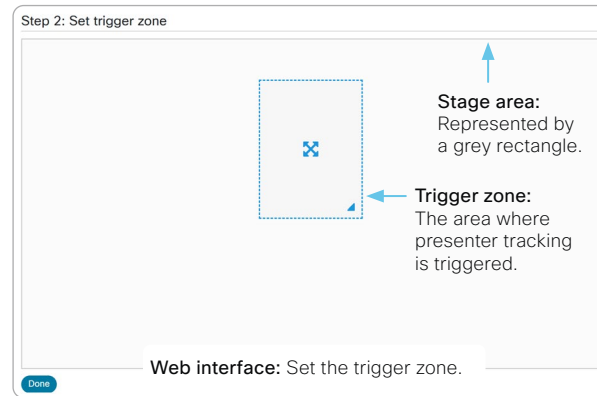 Step 2: Set trigger zone
Stage area:
Represented by
a grey rectangle.
Trigger zone:
The area where
presenter tracking
is triggered.
Web interface: Set the trigger zone.
Done